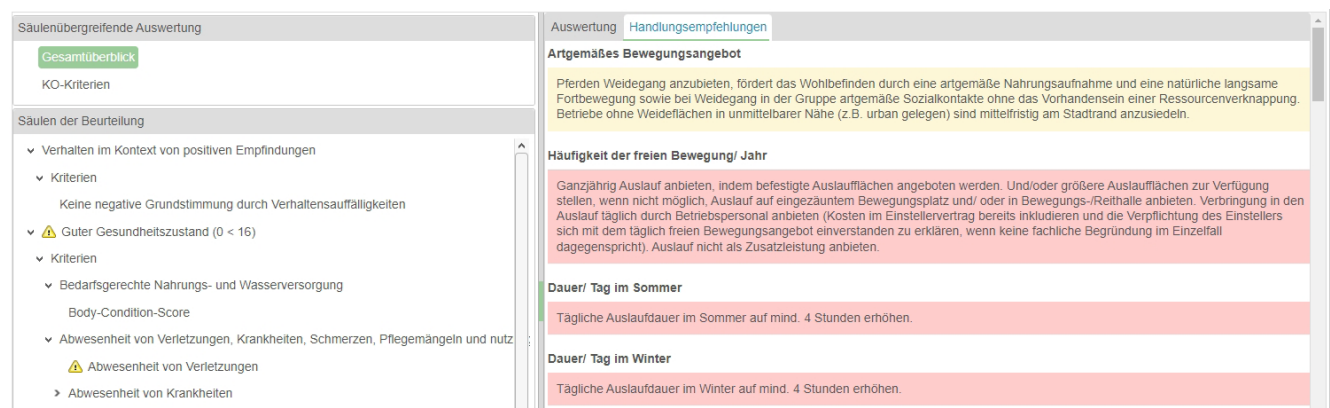 Säulenübergreifende Auswertung
Gesamtüberblick
KO-Kriterien
Säulen der Beurteilung
Verhalten im Kontext von positiven Empfindungen
Kriterien
Keine negative Grundstimmung durch Verhaltensauffälligkeiten
Guter Gesundheitszustand (0 < 16)
Kriterien
Bedarfsgerechte Nahrungs- und Wasserversorgung
Body-Condition-Score
Abwesenheit von Verletzungen, Krankheiten, Schmerzen, Pflegemängeln und nutz
Abwesenheit von Verletzungen
Abwesenheit von Krankheiten
Auswertung Handlungsempfehlungen
Artgemäßes Bewegungsangebot
Pferden Weidegang anzubieten, fördert das Wohlbefinden durch eine artgemäße Nahrungsaufnahme und eine natürliche langsame
Fortbewegung sowie bei Weidegang in der Gruppe artgemäße Sozialkontakte ohne das Vorhandensein einer Ressourcenverknappung.
Betriebe ohne Weideflächen in unmittelbarer Nähe (z.B. urban gelegen) sind mittelfristig am Stadtrand anzusiedeln.
Häufigkeit der freien Bewegung/ Jahr
Ganzjährig Auslauf anbieten, indem befestigte Auslaufflächen angeboten werden. Und/oder größere Auslaufflächen zur Verfügung
stellen, wenn nicht möglich, Auslauf auf eingezäuntem Bewegungsplatz und/ oder in Bewegungs-/Reithalle anbieten. Verbringung in den
Auslauf täglich durch Betriebspersonal anbieten (Kosten im Einstellervertrag bereits inkludieren und die Verpflichtung des Einstellers
sich mit dem täglich freien Bewegungsangebot einverstanden zu erklären, wenn keine fachliche Begründung im Einzelfall
dagegenspricht). Auslauf nicht als Zusatzleistung anbieten.
Dauer/ Tag im Sommer
Tägliche Auslaufdauer im Sommer auf mind. 4 Stunden erhöhen.
Dauer/ Tag im Winter
Tägliche Auslaufdauer im Winter auf mind. 4 Stunden erhöhen.